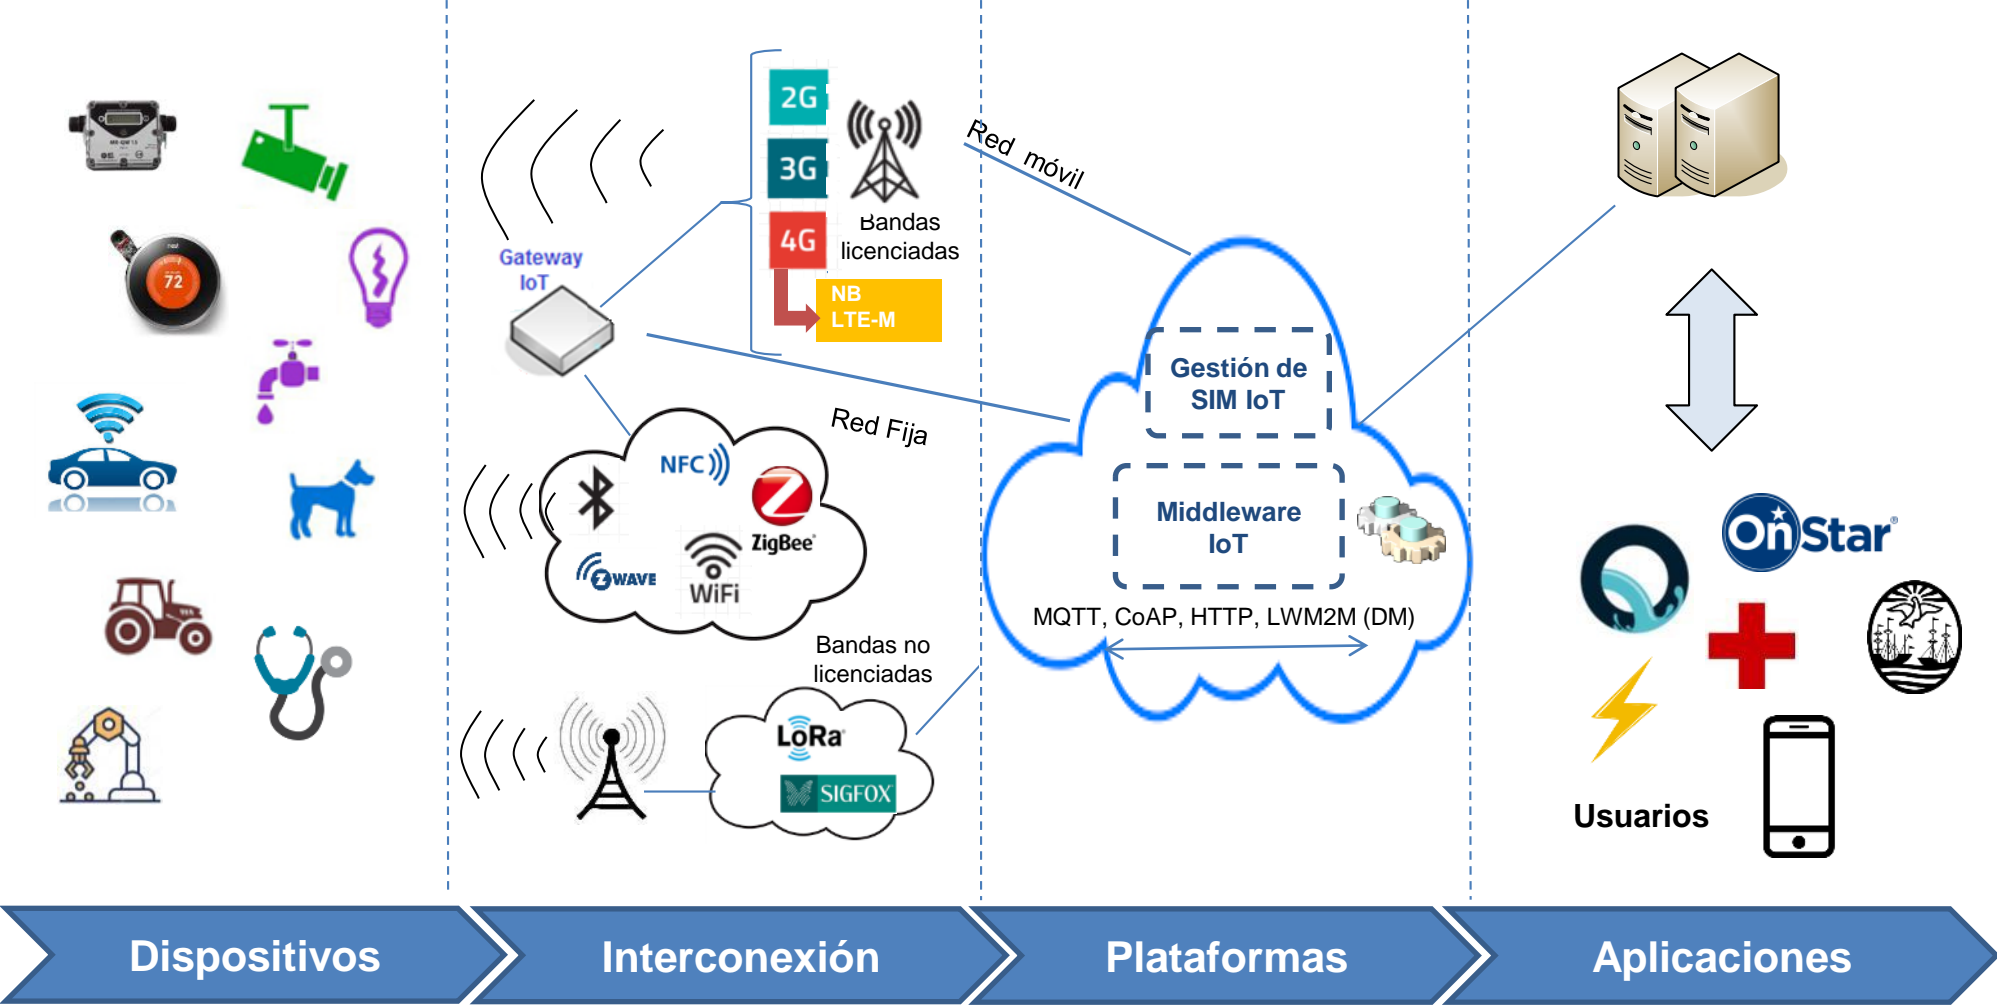 72
Gateway
IoT
2G
3G
4G
Bandas
licenciadas
NB
LTE-M
Red móvil
Red Fija
NFC
ZigBee
ZWAVE
WiFi
Bandas no
licenciadas
LoRa
SIGFOX
Gestión de
SIM IoT
Middleware
IoT
MQTT, CoAP, HTTP, LWM2M (DM)
OnStar®
Usuarios
Dispositivos
Interconexión
Plataformas
Aplicaciones